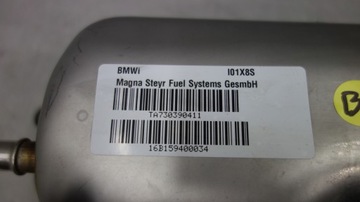 BMWi I01X8S
Magna Steyr Fuel Systems GesmbH
TA730390411
16B159400034
B